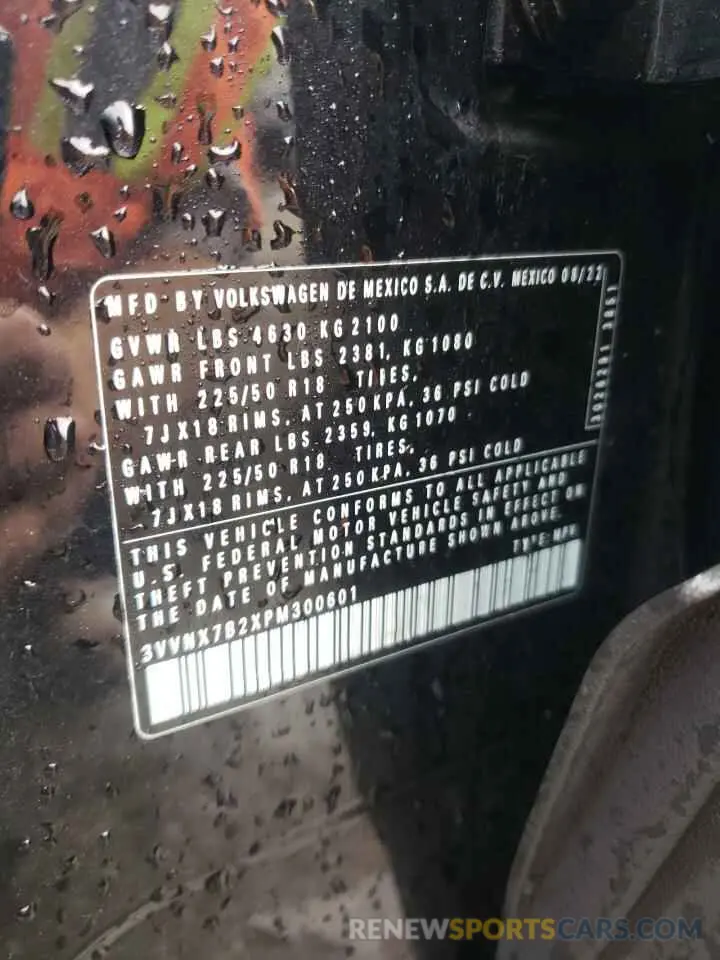 MFD BY VOLKSWAGEN DE MEXICO S.A. DE C.V. MEXICO 08/22
GVWR LBS 4630 KG 2100
GAWR FRONT LBS 2381, KG 1080
WITH 225/50 R18 TIRES,
7JX18 RIMS, AT 250 KPA, 36 PSI COLD
GAWR REAR LBS 2359, KG 1070
WITH 225/50 R18 TIRES,
7JX18 RIMS, AT 250 KPA, 36 PSI COLD
THIS VEHICLE CONFORMS TO ALL APPLICABLE
U.S. FEDERAL MOTOR VEHICLE SAFETY AND
THEFT PREVENTION STANDARDS IN EFFECT ON
THE DATE OF MANUFACTURE SHOWN ABOVE.
TYPE: MPV
3VVNX7B2XPM300601
RENEWSPORTSCARS.COM